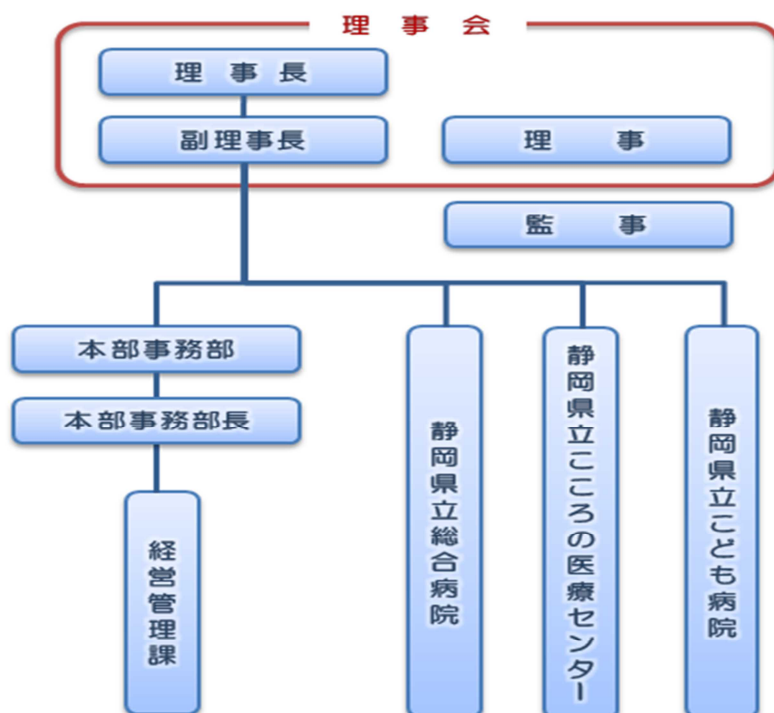 理事会
理事長
副理事長
理事
監事
本部事務部
本部事務部長
経営管理課
静岡県立総合病院
静岡県立こころの医療センター
静岡県立こども病院